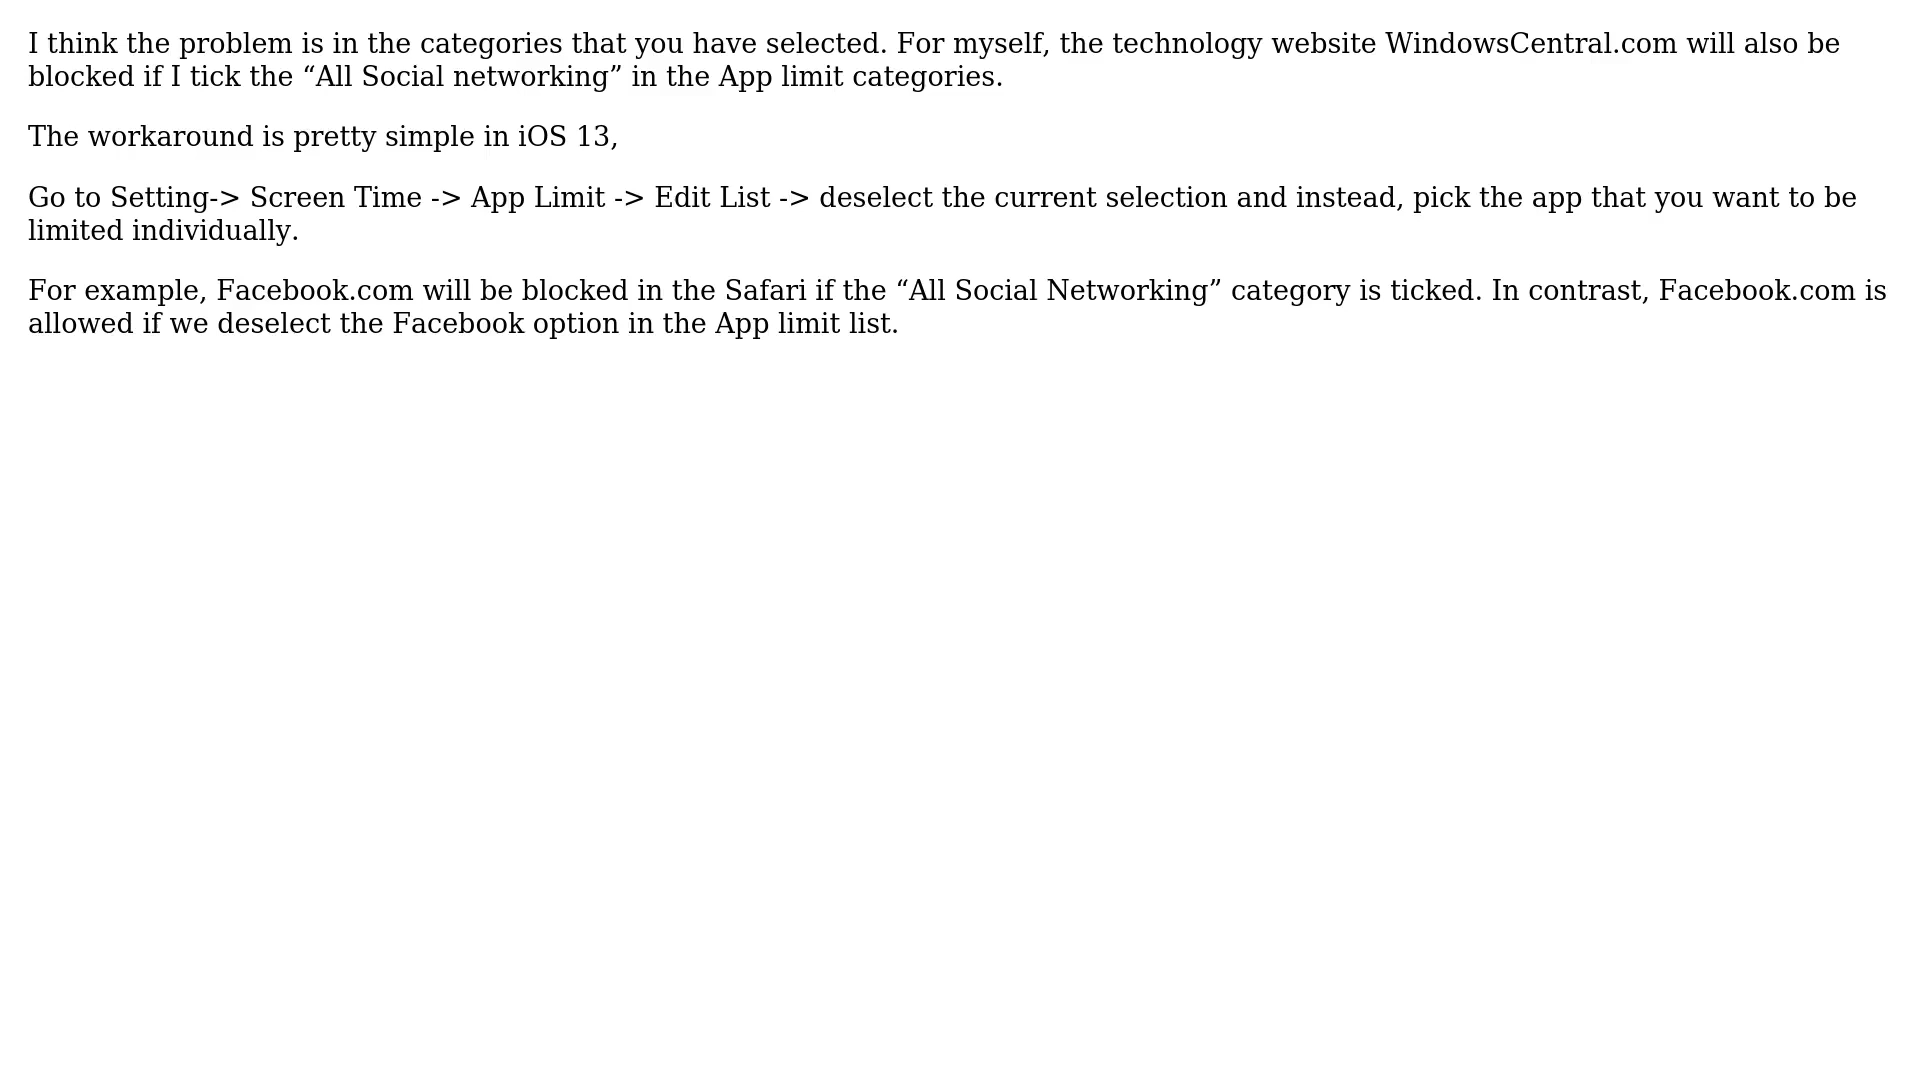 I think the problem is in the categories that you have selected. For myself, the technology website WindowsCentral.com will also be
blocked if I tick the “All Social networking” in the App limit categories.
The workaround is pretty simple in iOS 13,
Go to Setting-> Screen Time -> App Limit -> Edit List -> deselect the current selection and instead, pick the app that you want to be
limited individually.
For example, Facebook.com will be blocked in the Safari if the “All Social Networking” category is ticked. In contrast, Facebook.com is
allowed if we deselect the Facebook option in the App limit list.